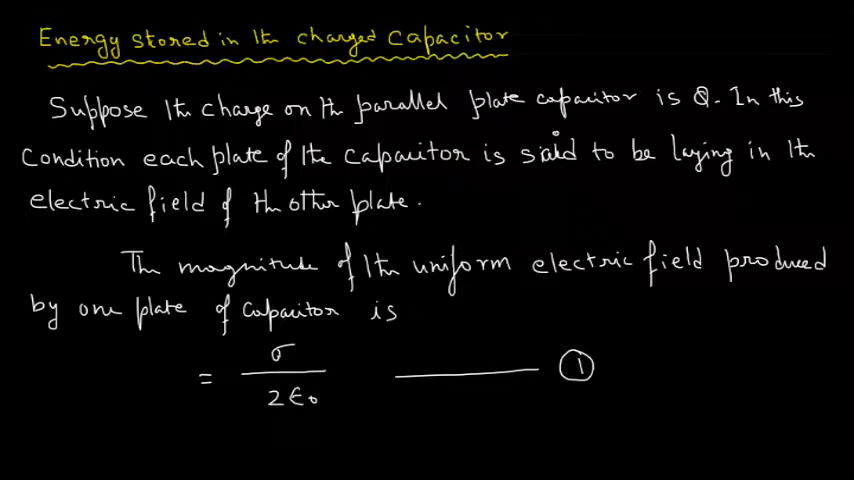 Energy stored in the charged capacitor
Suppose the charge on the parallel plate capacitor is Q. In this
condition each plate of the capacitor is siaid to be laying in the
electric field of the other plate.
The magnitude of the uniform electric field produced
by one plate of capacitor is
= σ / 2ε₀ ——— ①